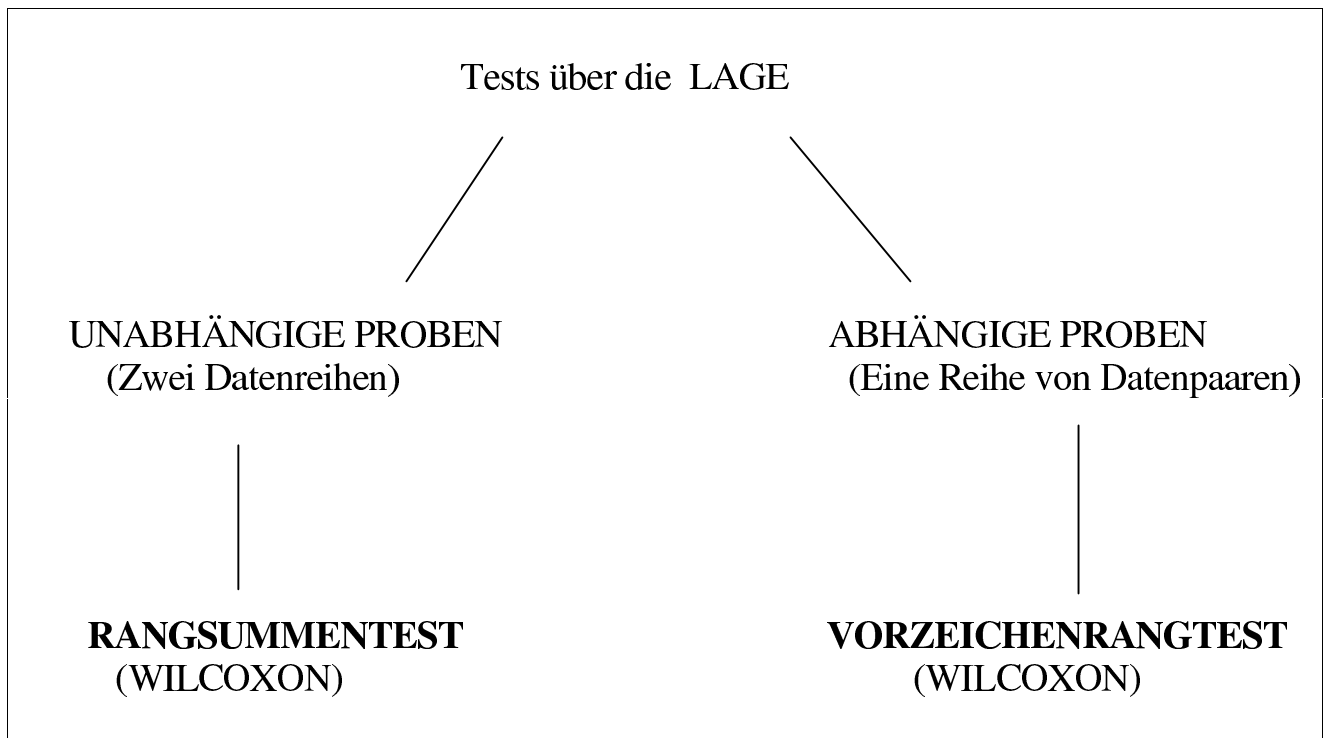 Tests über die LAGE
UNABHÄNGIGE PROBEN
(Zwei Datenreihen)
ABHÄNGIGE PROBEN
(Eine Reihe von Datenpaaren)
RANGSUMMENTEST
(WILCOXON)
VORZEICHENRANGTEST
(WILCOXON)